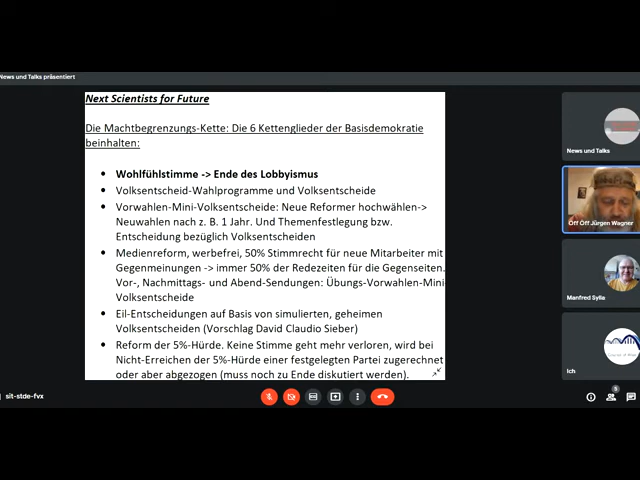 News und Talks präsentiert
Next Scientists for Future
Die Machtbegrenzungs-Kette: Die 6 Kettenglieder der Basisdemokratie
beinhalten:
Wohlfühlstimme -> Ende des Lobbyismus
Volksentscheid-Wahlprogramme und Volksentscheide
Vorwahlen-Mini-Volksentscheide: Neue Reformer hochwählen->
Neuwahlen nach z. B. 1 Jahr. Und Themenfestlegung bzw.
Entscheidung bezüglich Volksentscheiden
Medienreform, werbefrei, 50% Stimmrecht für neue Mitarbeiter mit
Gegenmeinungen -> immer 50% der Redezeiten für die Gegenseiten.
Vor-, Nachmittags- und Abend-Sendungen: Übungs-Vorwahlen-Mini
Volksentscheide
Eil-Entscheidungen auf Basis von simulierten, geheimen
Volksentscheiden (Vorschlag David Claudio Sieber)
Reform der 5%-Hürde. Keine Stimme geht mehr verloren, wird bei
Nicht-Erreichen der 5%-Hürde einer festgelegten Partei zugerechnet
oder aber abgezogen (muss noch zu Ende diskutiert werden).
News und Talks
Off Off Jürgen Wagner
Manfred Sylla
Ich
sit-stde-fvx